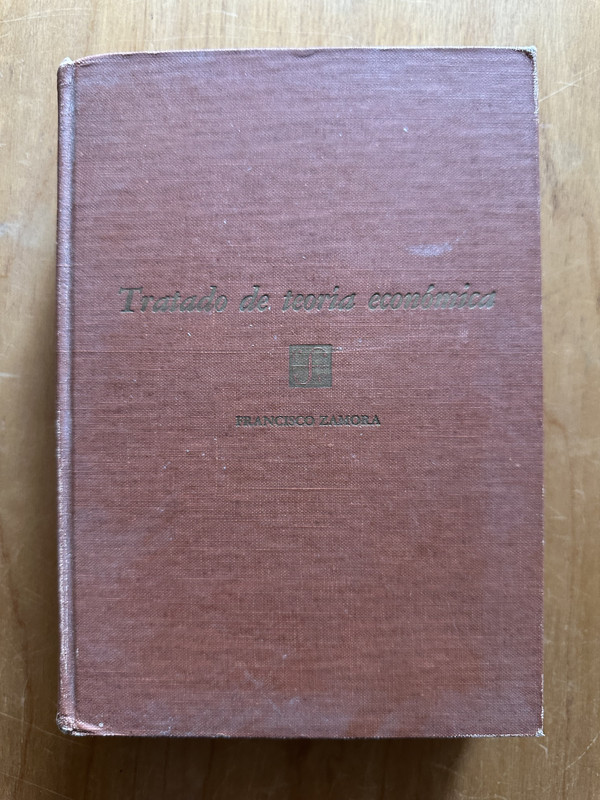 Tratado de teoría económica
FRANCISCO ZAMORA